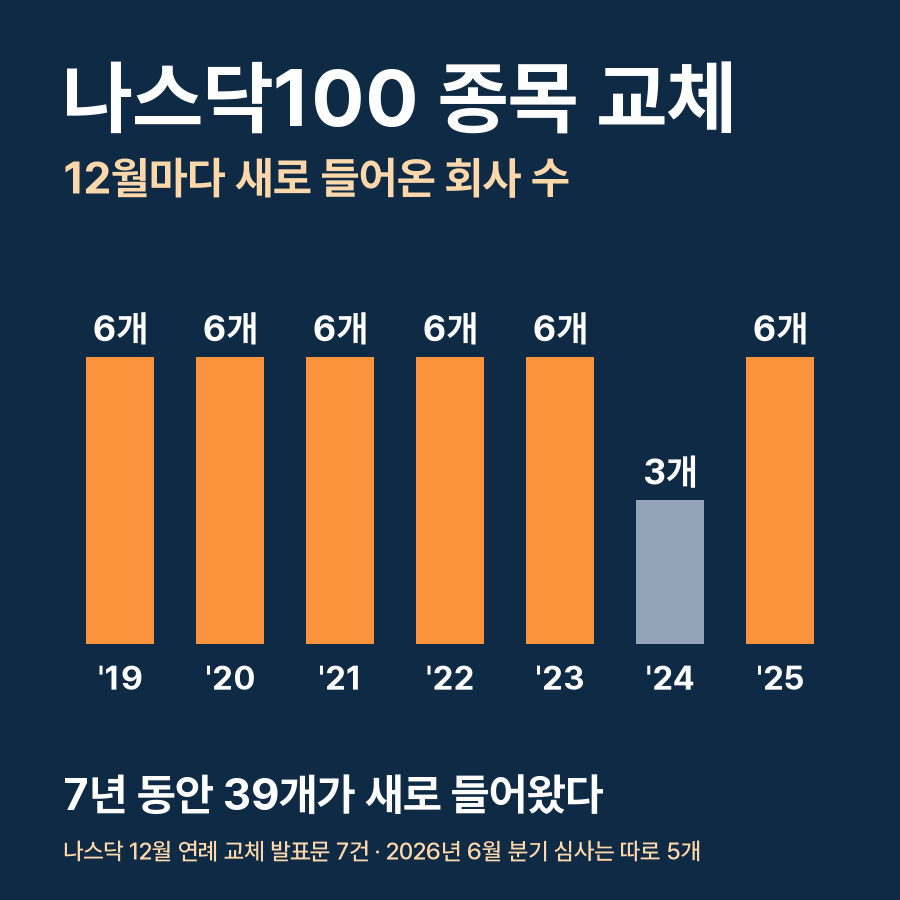 나스닥100 종목 교체
12월마다 새로 들어온 회사 수
6개 6개 6개 6개 6개 3개 6개
'19 '20 '21 '22 '23 '24 '25
7년 동안 39개가 새로 들어왔다
나스닥 12월 연례 교체 발표문 7건 · 2026년 6월 분기 심사는 따로 5개